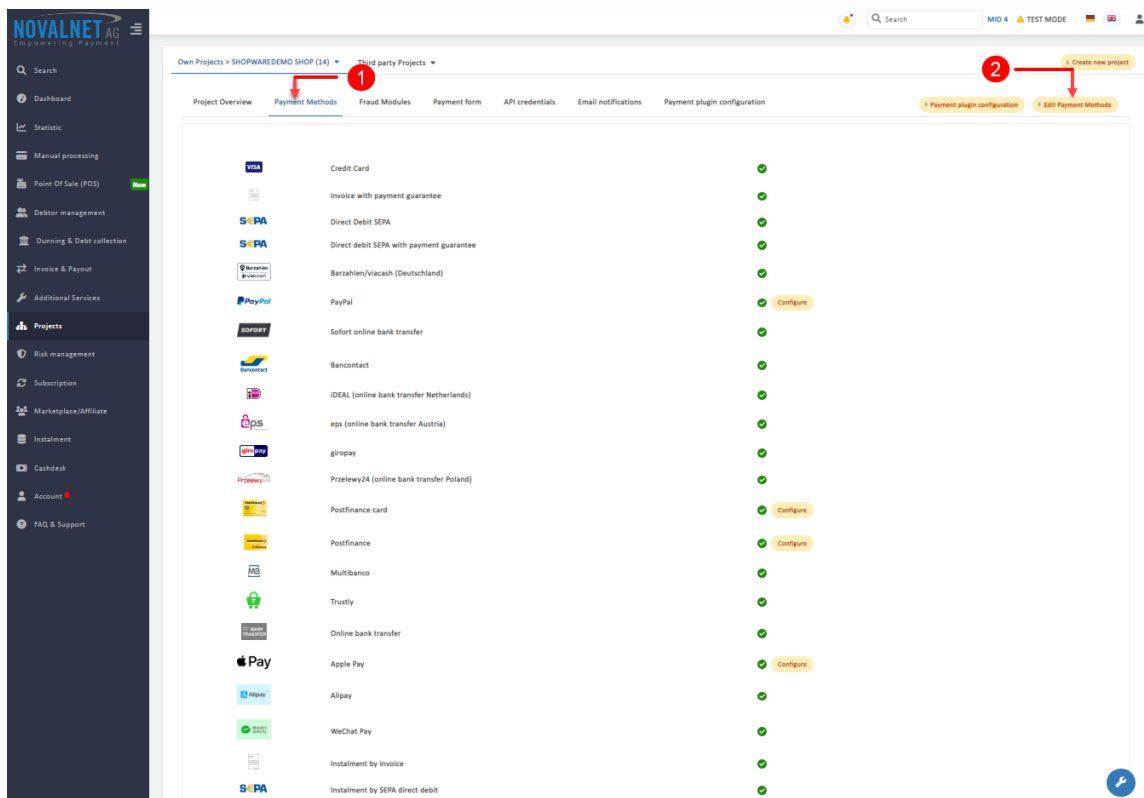 NOVALNET AG
Empowering Payment
Search
MID 4
TEST MODE
Search
Dashboard
Statistic
Manual processing
Point Of Sale (POS)
New
Debtor management
Dunning & Debt collection
Invoice & Payout
Additional Services
Projects
Risk management
Subscription
Marketplace/Affiliate
Instalment
Cashdesk
Account
FAQ & Support
Own Projects > SHOPWAREDEMO SHOP (14)
Third party Projects
Create new project
1
2
Project Overview
Payment Methods
Fraud Modules
Payment form
API credentials
Email notifications
Payment plugin configuration
Payment plugin configuration
Edit Payment Methods
VISA
Credit Card
Invoice with payment guarantee
SEPA
Direct Debit SEPA
SEPA
Direct debit SEPA with payment guarantee
Barzahlen
viacash
Barzahlen/viacash (Deutschland)
PayPal
PayPal
Configure
SOFORT
Sofort online bank transfer
Bancontact
Bancontact
iDEAL (online bank transfer Netherlands)
eps
eps (online bank transfer Austria)
giropay
giropay
Przelewy24
Przelewy24 (online bank transfer Poland)
Postfinance card
Configure
Postfinance
Configure
MB
Multibanco
Trustly
BANK
TRANSFER
Online bank transfer
Pay
Apple Pay
Configure
Alipay
Alipay
WeChat Pay
Instalment by invoice
SEPA
Instalment by SEPA direct debit